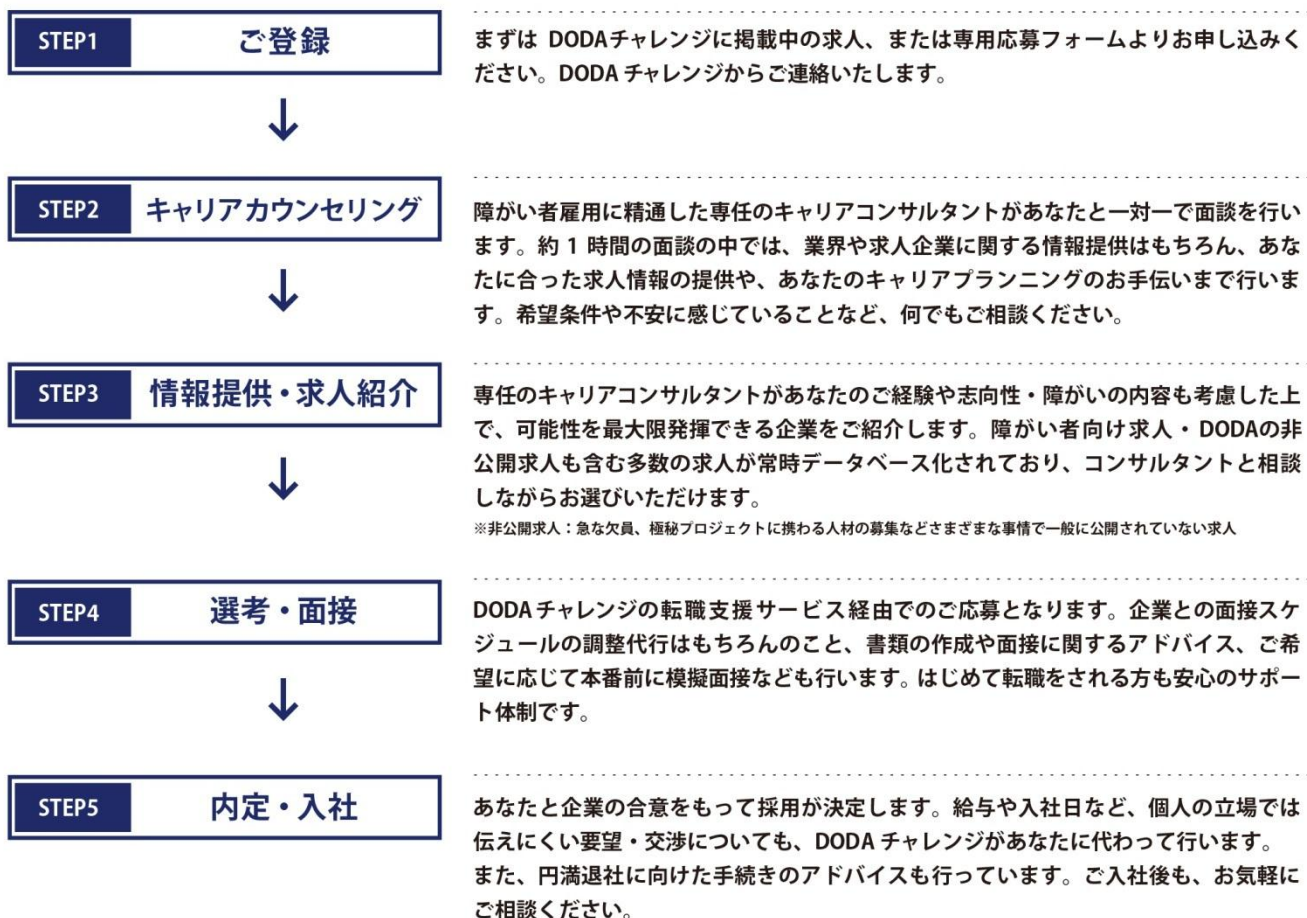 STEP1 ご登録
まずは DODAチャレンジに掲載中の求人、または専用応募フォームよりお申し込みく
ださい。DODA チャレンジからご連絡いたします。
↓
STEP2 キャリアカウンセリング
障がい者雇用に精通した専任のキャリアコンサルタントがあなたと一対一で面談を行い
ます。約 1 時間の面談の中では、業界や求人企業に関する情報提供はもちろん、あな
たに合った求人情報の提供や、あなたのキャリアプランニングのお手伝いまで行いま
す。希望条件や不安に感じていることなど、何でもご相談ください。
↓
STEP3 情報提供・求人紹介
専任のキャリアコンサルタントがあなたのご経験や志向性・障がいの内容も考慮した上
で、可能性を最大限発揮できる企業をご紹介します。障がい者向け求人・DODAの非
公開求人も含む多数の求人が常時データベース化されており、コンサルタントと相談
しながらお選びいただけます。
※非公開求人：急な欠員、極秘プロジェクトに携わる人材の募集などさまざまな事情で一般に公開されていない求人
↓
STEP4 選考・面接
DODAチャレンジの転職支援サービス経由でのご応募となります。企業との面接スケ
ジュールの調整代行はもちろんのこと、書類の作成や面接に関するアドバイス、ご希
望に応じて本番前に模擬面接なども行います。はじめて転職をされる方も安心のサポー
ト体制です。
↓
STEP5 内定・入社
あなたと企業の合意をもって採用が決定します。給与や入社日など、個人の立場では
伝えにくい要望・交渉についても、DODA チャレンジがあなたに代わって行います。
また、円満退社に向けた手続きのアドバイスも行っています。ご入社後も、お気軽に
ご相談ください。